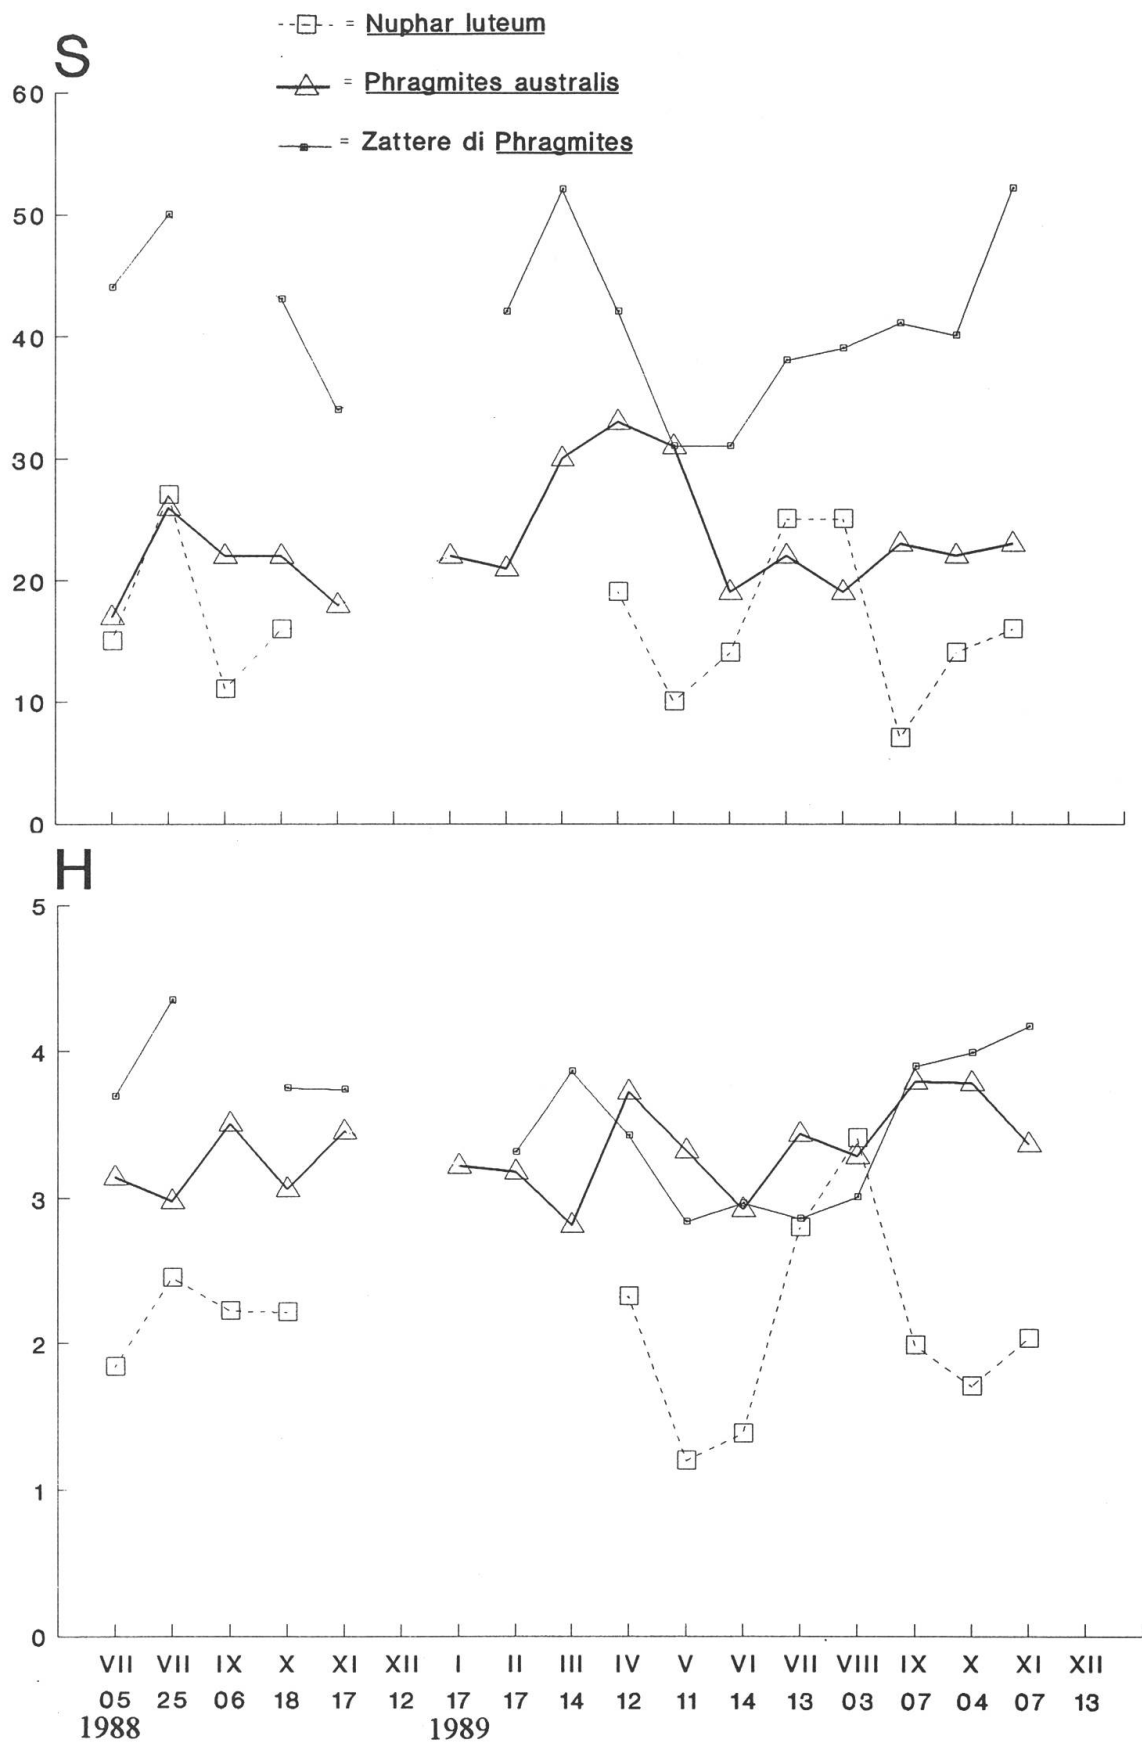 = Nuphar luteum
S
= Phragmites australis
= Zattere di Phragmites
60
50
40
30
20
10
0
H
5
4
3
2
1
0
VII VII IX X XI XII I II III IV V VI VII VIII IX X XI XII
05 25 06 18 17 12 17 17 14 12 11 14 13 03 07 04 07 13
1988 1989